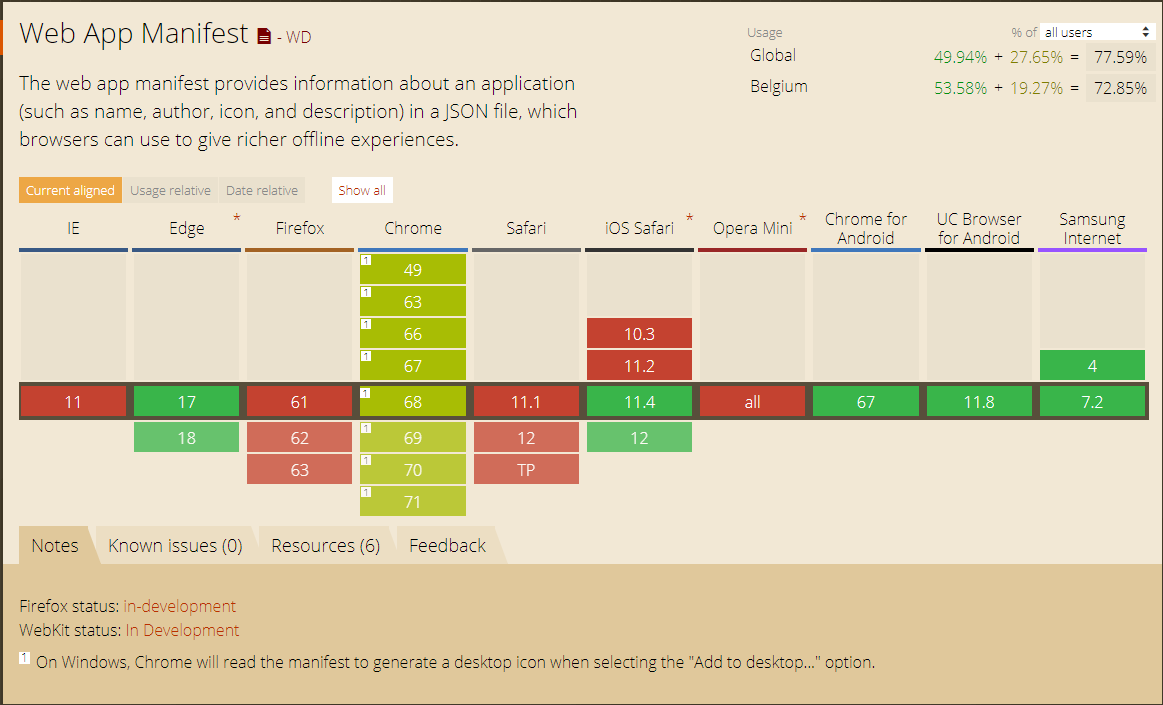 Web App Manifest - WD
Usage % of all users
Global 49.94% + 27.65% = 77.59%
Belgium 53.58% + 19.27% = 72.85%
The web app manifest provides information about an application
(such as name, author, icon, and description) in a JSON file, which
browsers can use to give richer offline experiences.
Current aligned Usage relative Date relative Show all
IE Edge * Firefox Chrome Safari iOS Safari * Opera Mini * Chrome for Android UC Browser for Android Samsung Internet
1 49
1 63
1 66 10.3
1 67 11.2 4
11 17 61 1 68 11.1 11.4 all 67 11.8 7.2
18 62 1 69 12 12
63 1 70 TP
1 71
Notes Known issues (0) Resources (6) Feedback
Firefox status: in-development
WebKit status: In Development
1 On Windows, Chrome will read the manifest to generate a desktop icon when selecting the "Add to desktop..." option.